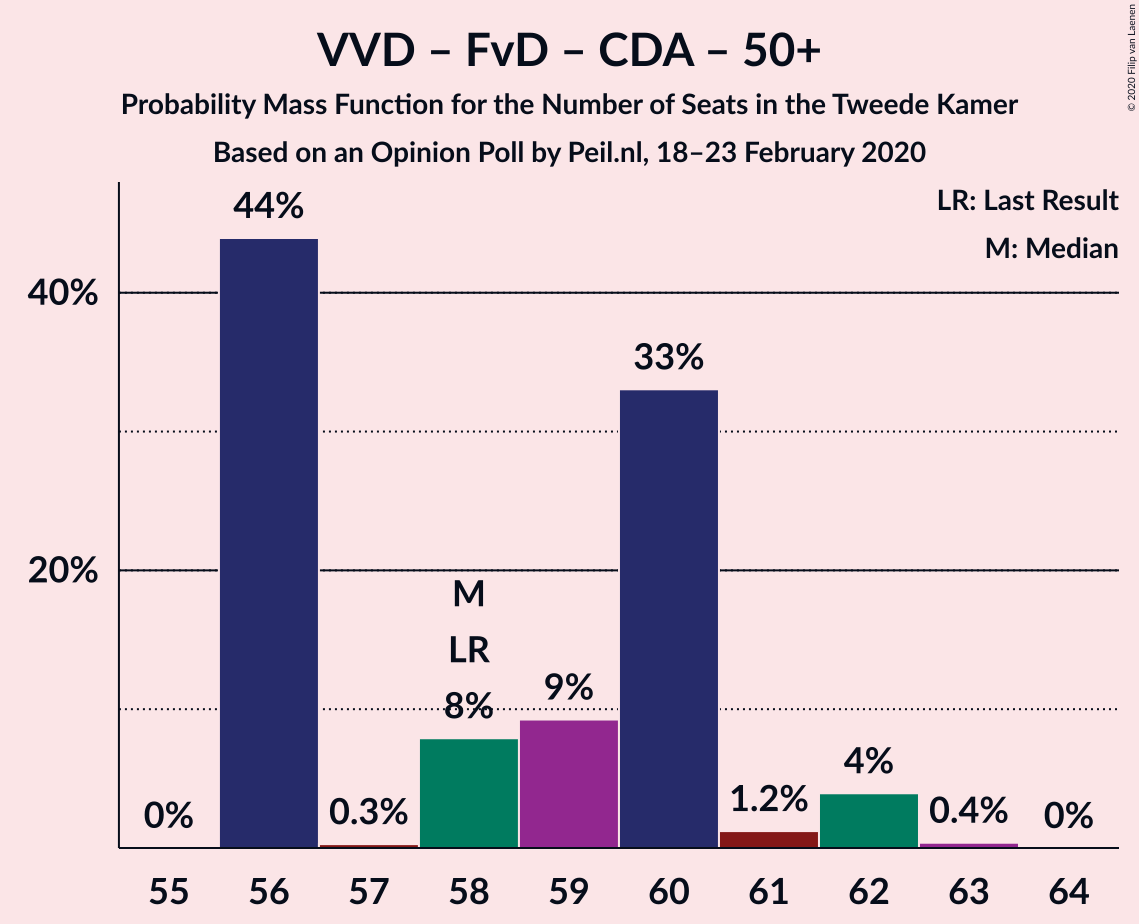 VVD – FvD – CDA – 50+
Probability Mass Function for the Number of Seats in the Tweede Kamer
Based on an Opinion Poll by Peil.nl, 18–23 February 2020
© 2020 Filip van Laenen
LR: Last Result
M: Median
40%
20%
0%
44%
0.3%
M
LR
8%
9%
33%
1.2%
4%
0.4%
0%
55 56 57 58 59 60 61 62 63 64